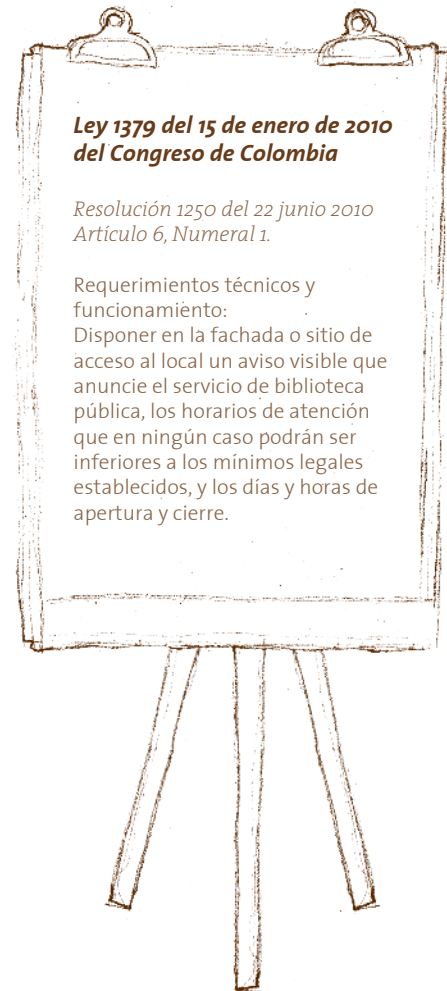 Ley 1379 del 15 de enero de 2010
del Congreso de Colombia
Resolución 1250 del 22 junio 2010
Artículo 6, Numeral 1.
Requerimientos técnicos y
funcionamiento:
Disponer en la fachada o sitio de
acceso al local un aviso visible que
anuncie el servicio de biblioteca
pública, los horarios de atención
que en ningún caso podrán ser
inferiores a los mínimos legales
establecidos, y los días y horas de
apertura y cierre.